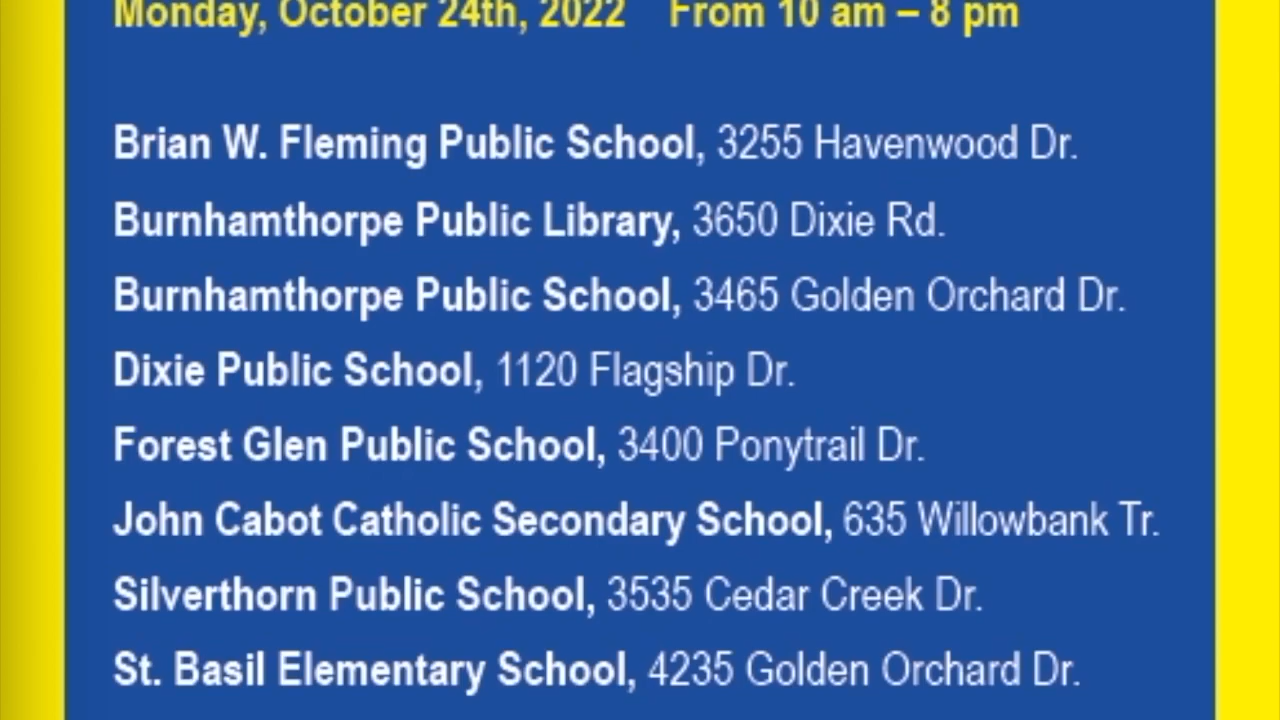 Monday, October 24th, 2022 From 10 am – 8 pm
Brian W. Fleming Public School, 3255 Havenwood Dr.
Burnhamthorpe Public Library, 3650 Dixie Rd.
Burnhamthorpe Public School, 3465 Golden Orchard Dr.
Dixie Public School, 1120 Flagship Dr.
Forest Glen Public School, 3400 Ponytrail Dr.
John Cabot Catholic Secondary School, 635 Willowbank Tr.
Silverthorn Public School, 3535 Cedar Creek Dr.
St. Basil Elementary School, 4235 Golden Orchard Dr.